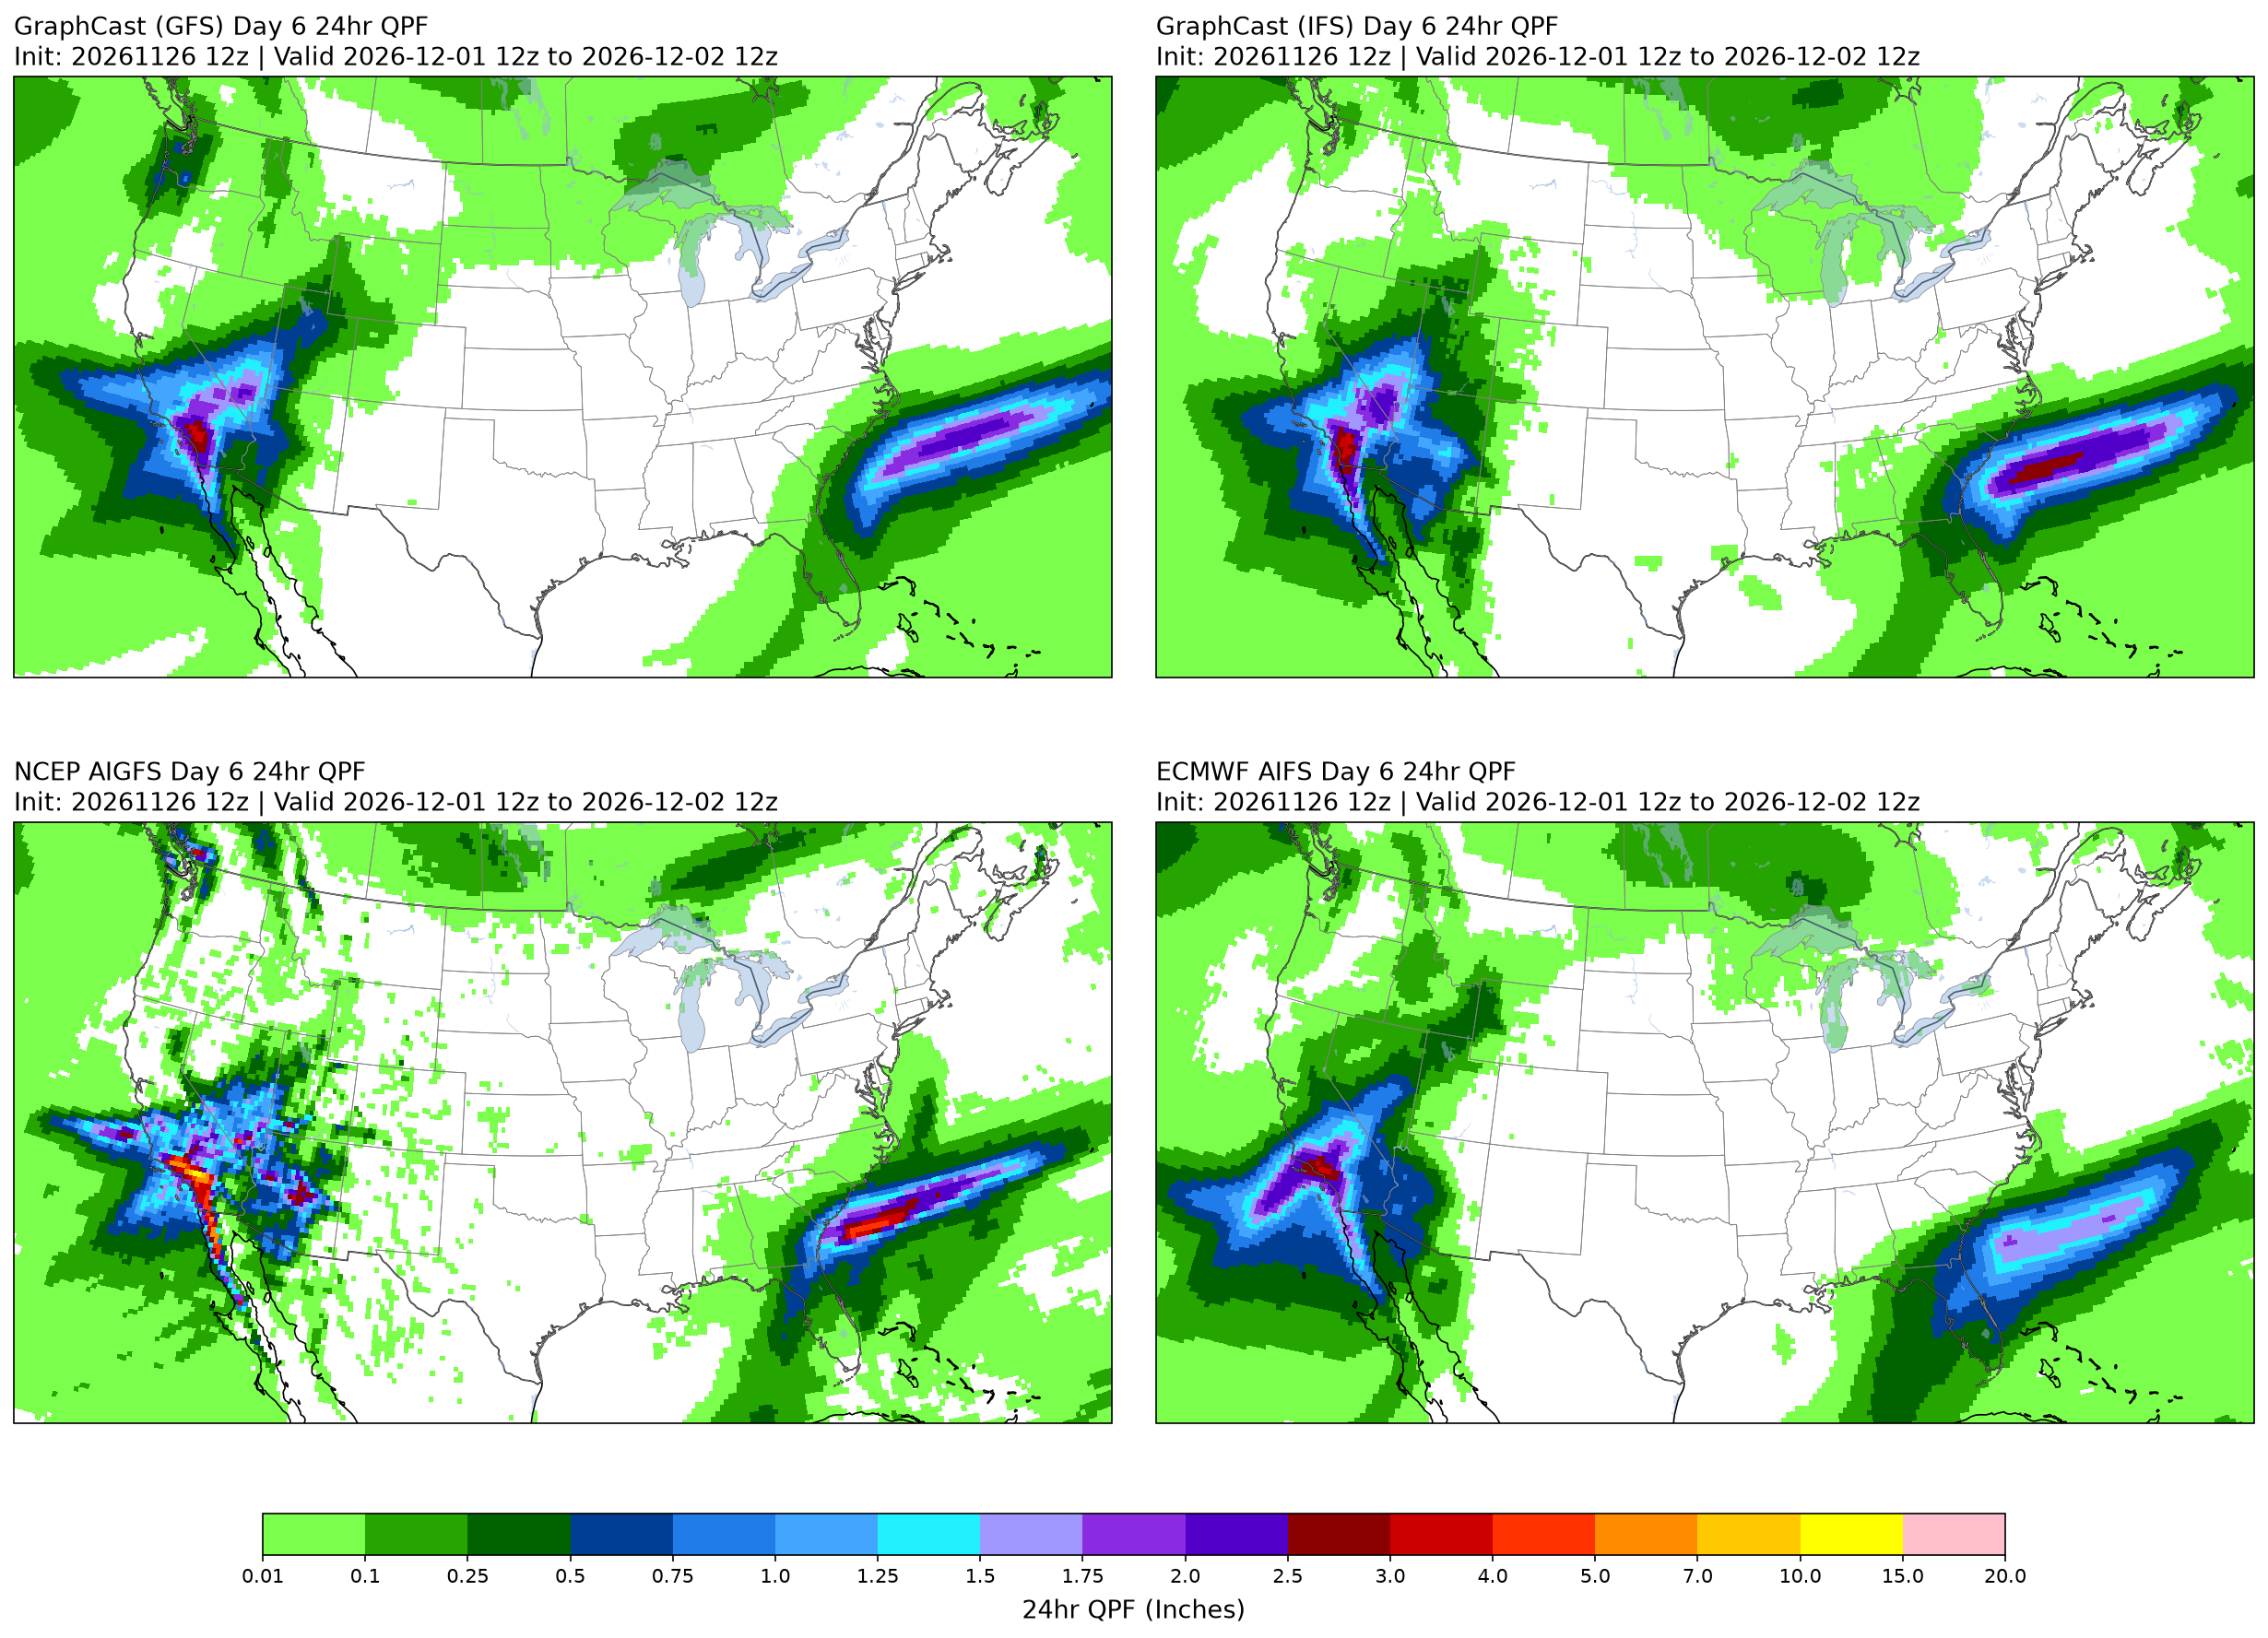 GraphCast (GFS) Day 6 24hr QPF
Init: 20261126 12z | Valid 2026-12-01 12z to 2026-12-02 12z
GraphCast (IFS) Day 6 24hr QPF
Init: 20261126 12z | Valid 2026-12-01 12z to 2026-12-02 12z
NCEP AIGFS Day 6 24hr QPF
Init: 20261126 12z | Valid 2026-12-01 12z to 2026-12-02 12z
ECMWF AIFS Day 6 24hr QPF
Init: 20261126 12z | Valid 2026-12-01 12z to 2026-12-02 12z
0.01 0.1 0.25 0.5 0.75 1.0 1.25 1.5 1.75 2.0 2.5 3.0 4.0 5.0 7.0 10.0 15.0 20.0
24hr QPF (Inches)